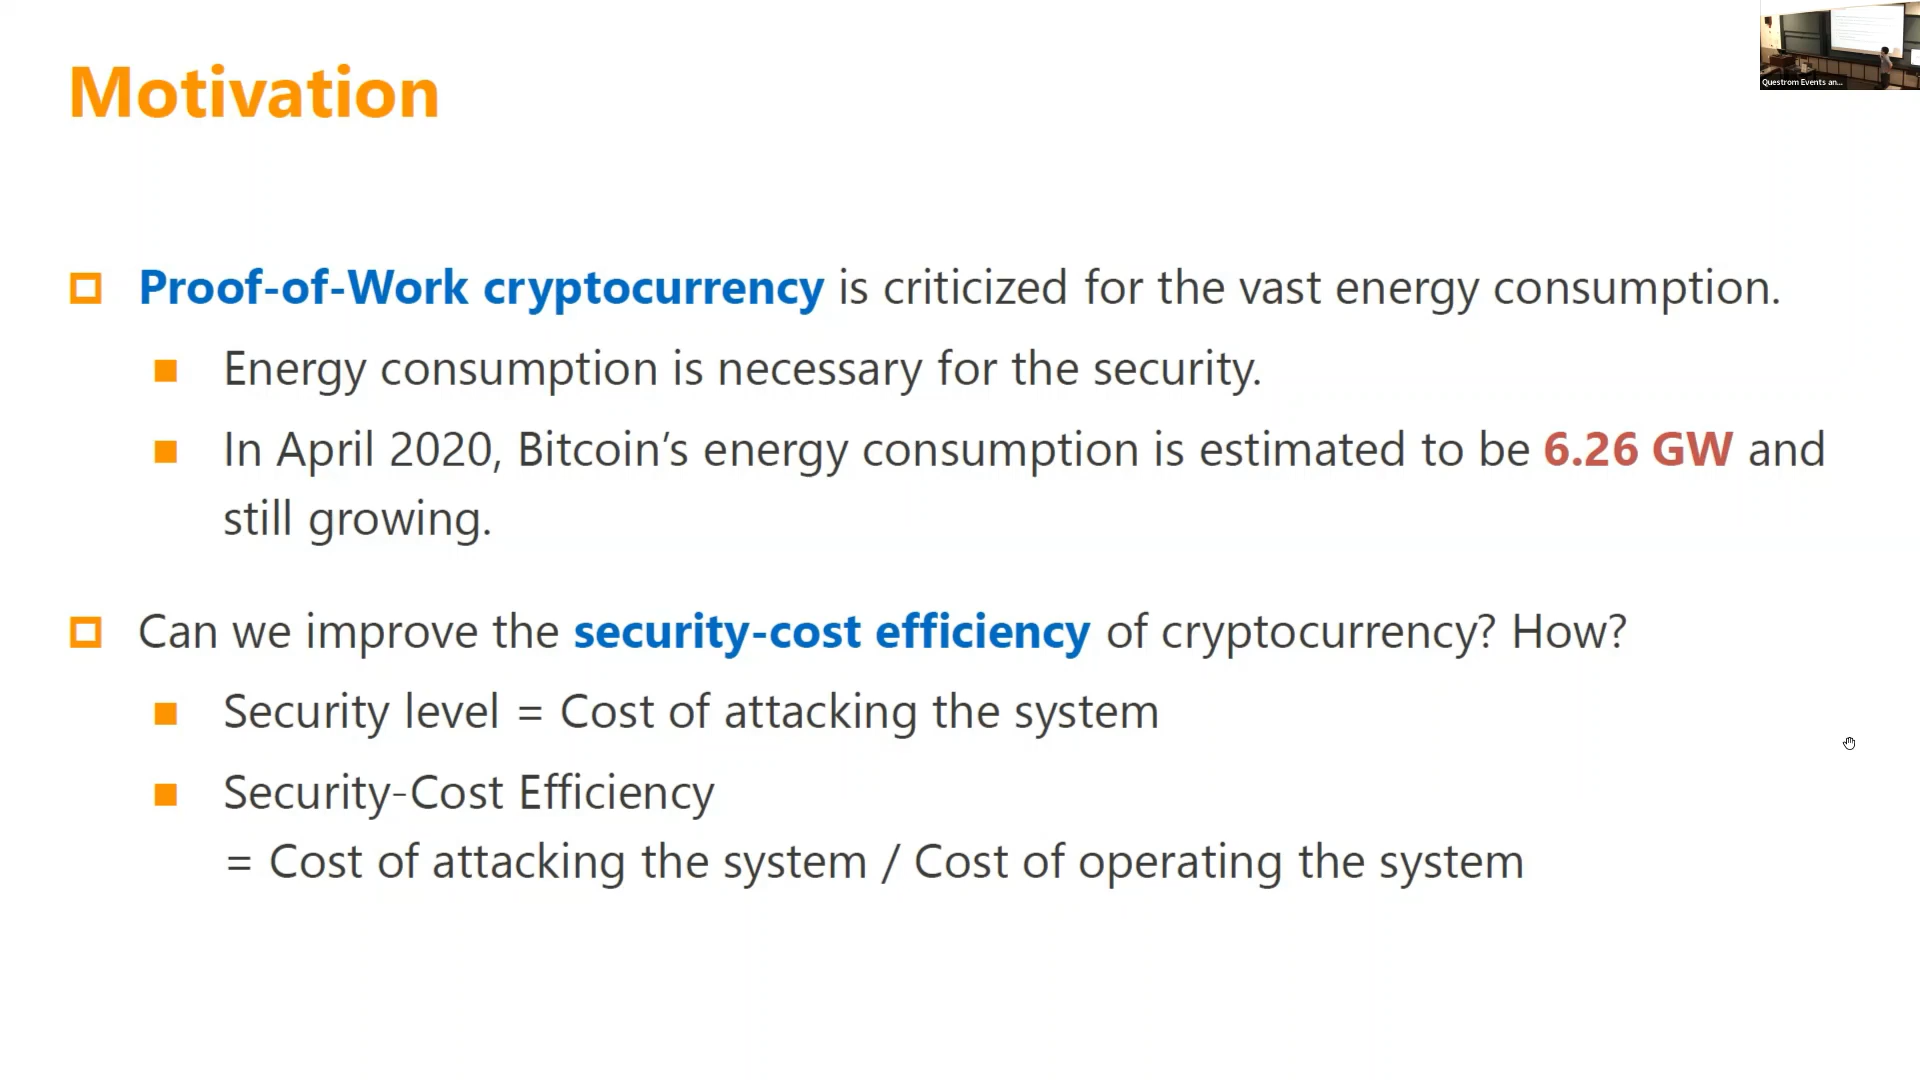 Motivation
Questrom Events an...
Proof-of-Work cryptocurrency is criticized for the vast energy consumption.
Energy consumption is necessary for the security.
In April 2020, Bitcoin’s energy consumption is estimated to be 6.26 GW and
still growing.
Can we improve the security-cost efficiency of cryptocurrency? How?
Security level = Cost of attacking the system
Security-Cost Efficiency
= Cost of attacking the system / Cost of operating the system